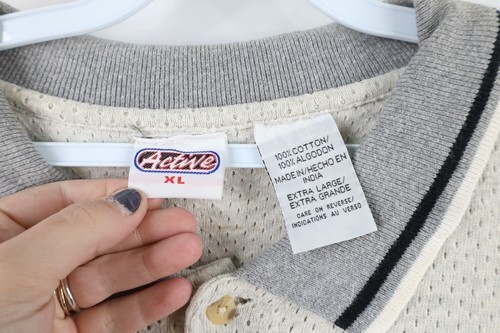 Active
XL
100% COTTON/
100% ALGODON
MADE IN/HECHO EN
INDIA
EXTRA LARGE/
EXTRA GRANDE
CARE ON REVERSE/
INDICATIONS AU VERSO